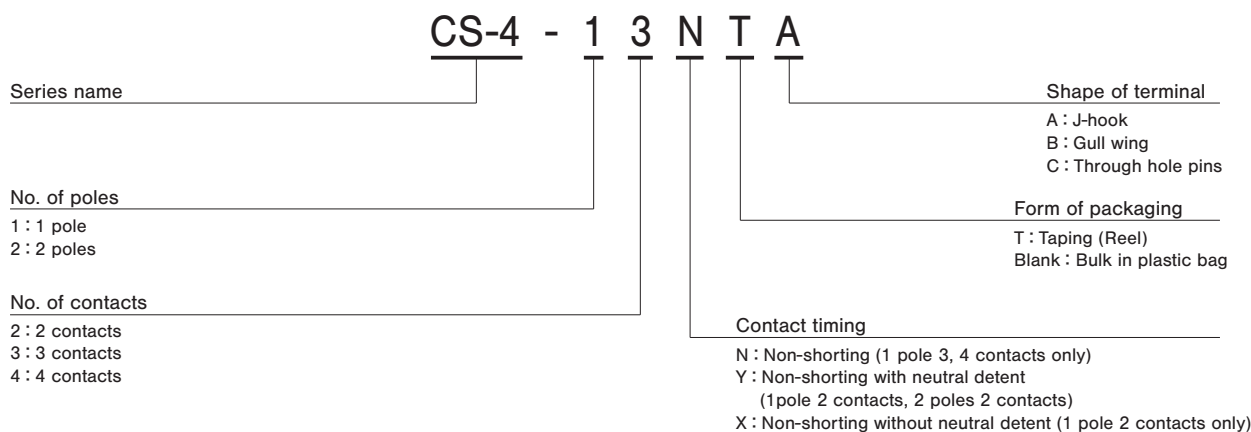 CS-4 - 1 3 N T A
Series name
No. of poles
1 : 1 pole
2 : 2 poles
No. of contacts
2 : 2 contacts
3 : 3 contacts
4 : 4 contacts
Shape of terminal
A : J-hook
B : Gull wing
C : Through hole pins
Form of packaging
T : Taping (Reel)
Blank : Bulk in plastic bag
Contact timing
N : Non-shorting (1 pole 3, 4 contacts only)
Y : Non-shorting with neutral detent
(1pole 2 contacts, 2 poles 2 contacts)
X : Non-shorting without neutral detent (1 pole 2 contacts only)